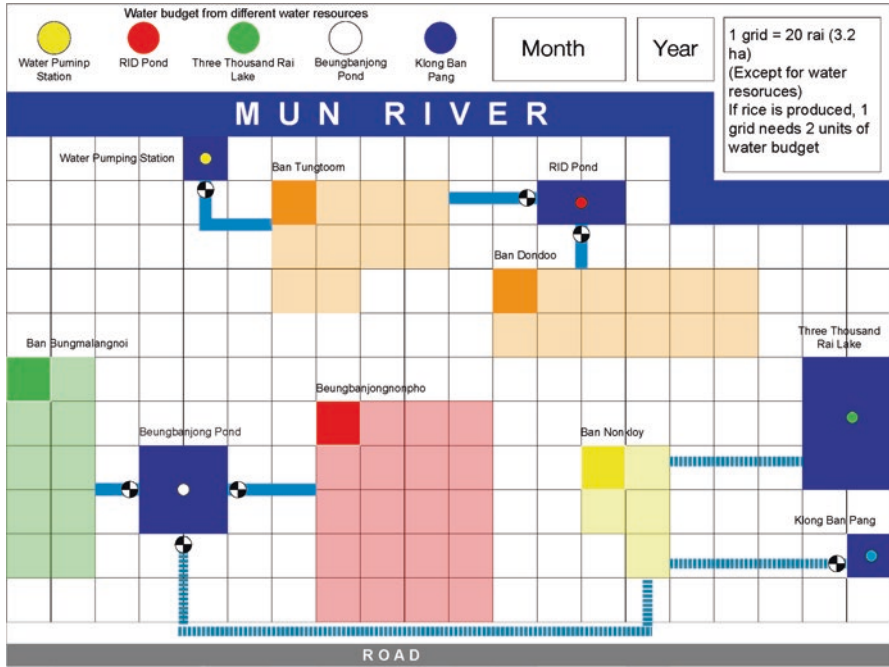 Water budget from different water resources
Water Puminp
Station
RID Pond
Three Thousand Rai
Lake
Beungbanjong
Pond
Klong Ban
Pang
Month
Year
1 grid = 20 rai (3.2
ha)
(Except for water
resoruces)
If rice is produced, 1
grid needs 2 units of
water budget
MUN RIVER
Water Pumping Station
Ban Tungtoom
RID Pond
Ban Dondoo
Three Thousand
Rai Lake
Ban Bungmalangnoi
Beungbanjongnonpho
Beungbanjong Pond
Ban Nonkloy
Klong Ban Pang
ROAD